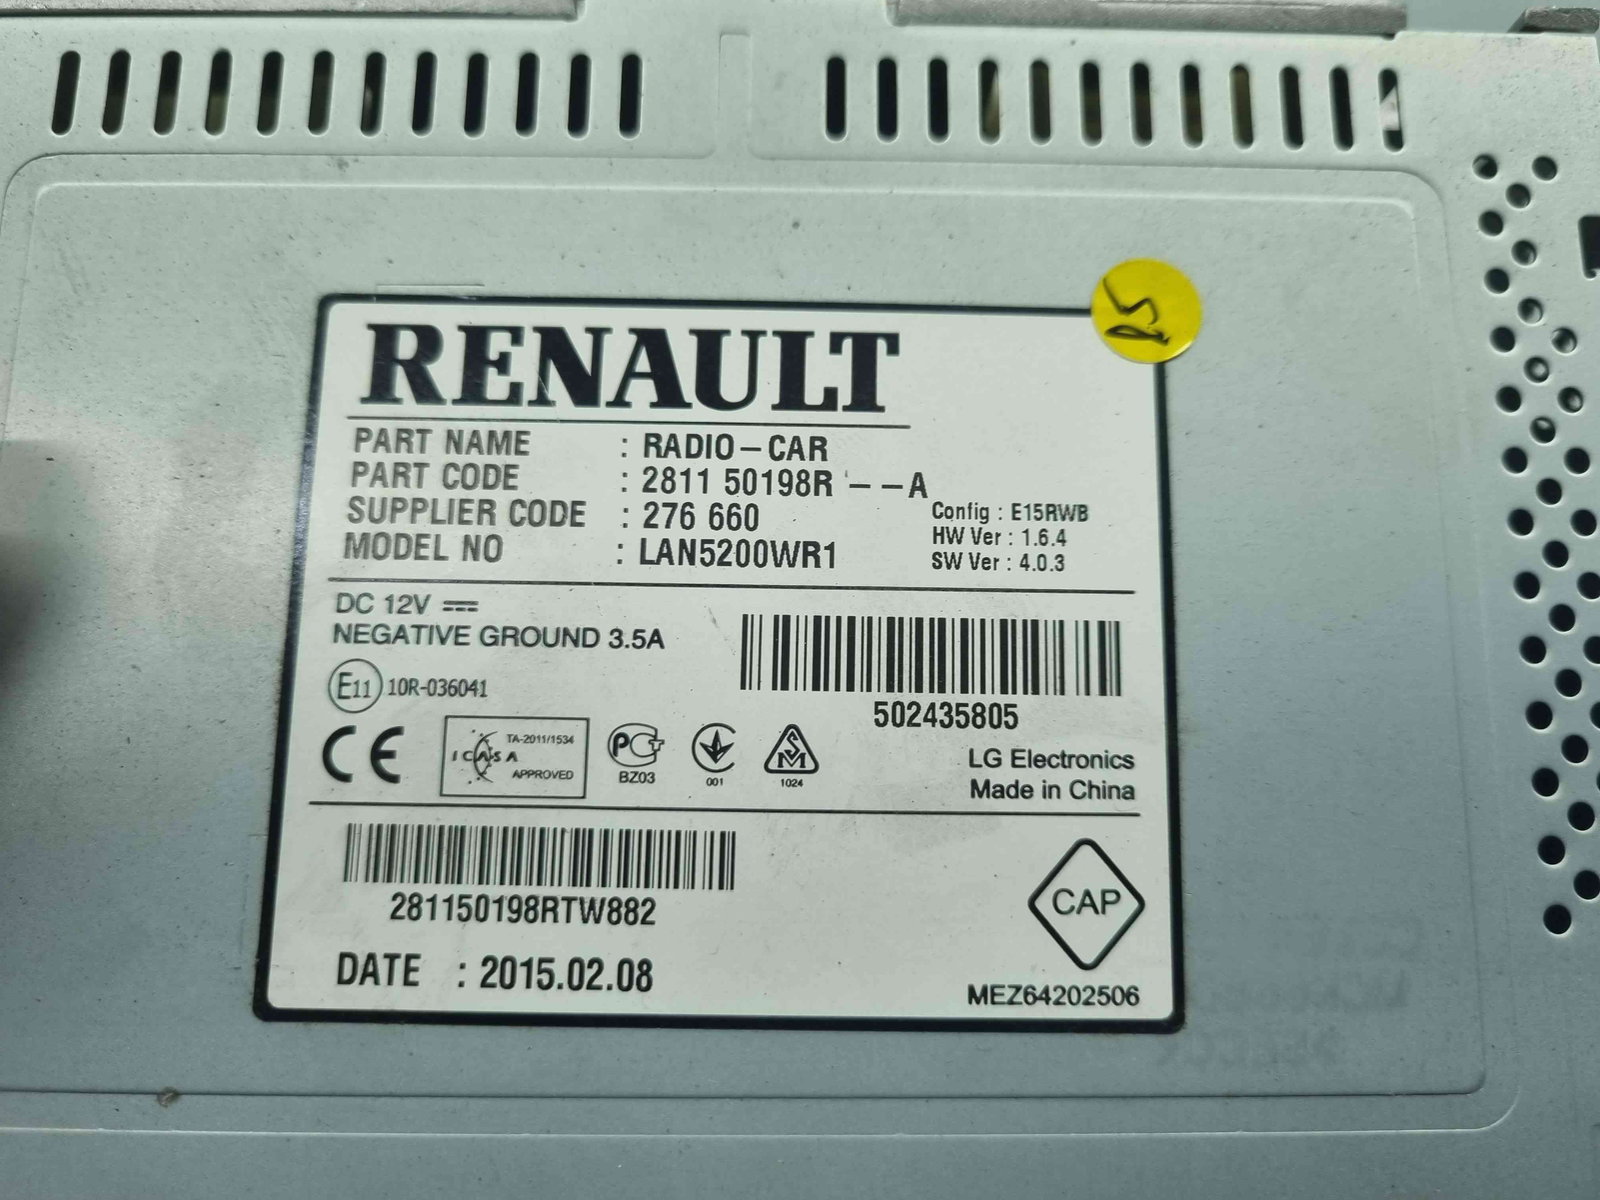 RENAULT
PART NAME : RADIO-CAR
PART CODE : 2811 50198R --A
SUPPLIER CODE : 276 660
MODEL NO : LAN5200WR1
Config : E15RWB
HW Ver : 1.6.4
SW Ver : 4.0.3
DC 12V
NEGATIVE GROUND 3.5A
E11 10R-036041
502435805
CE
TA-2011/1534
ICASA
APPROVED
BZ03
001
1024
LG Electronics
Made in China
281150198RTW882
CAP
DATE : 2015.02.08
MEZ64202506